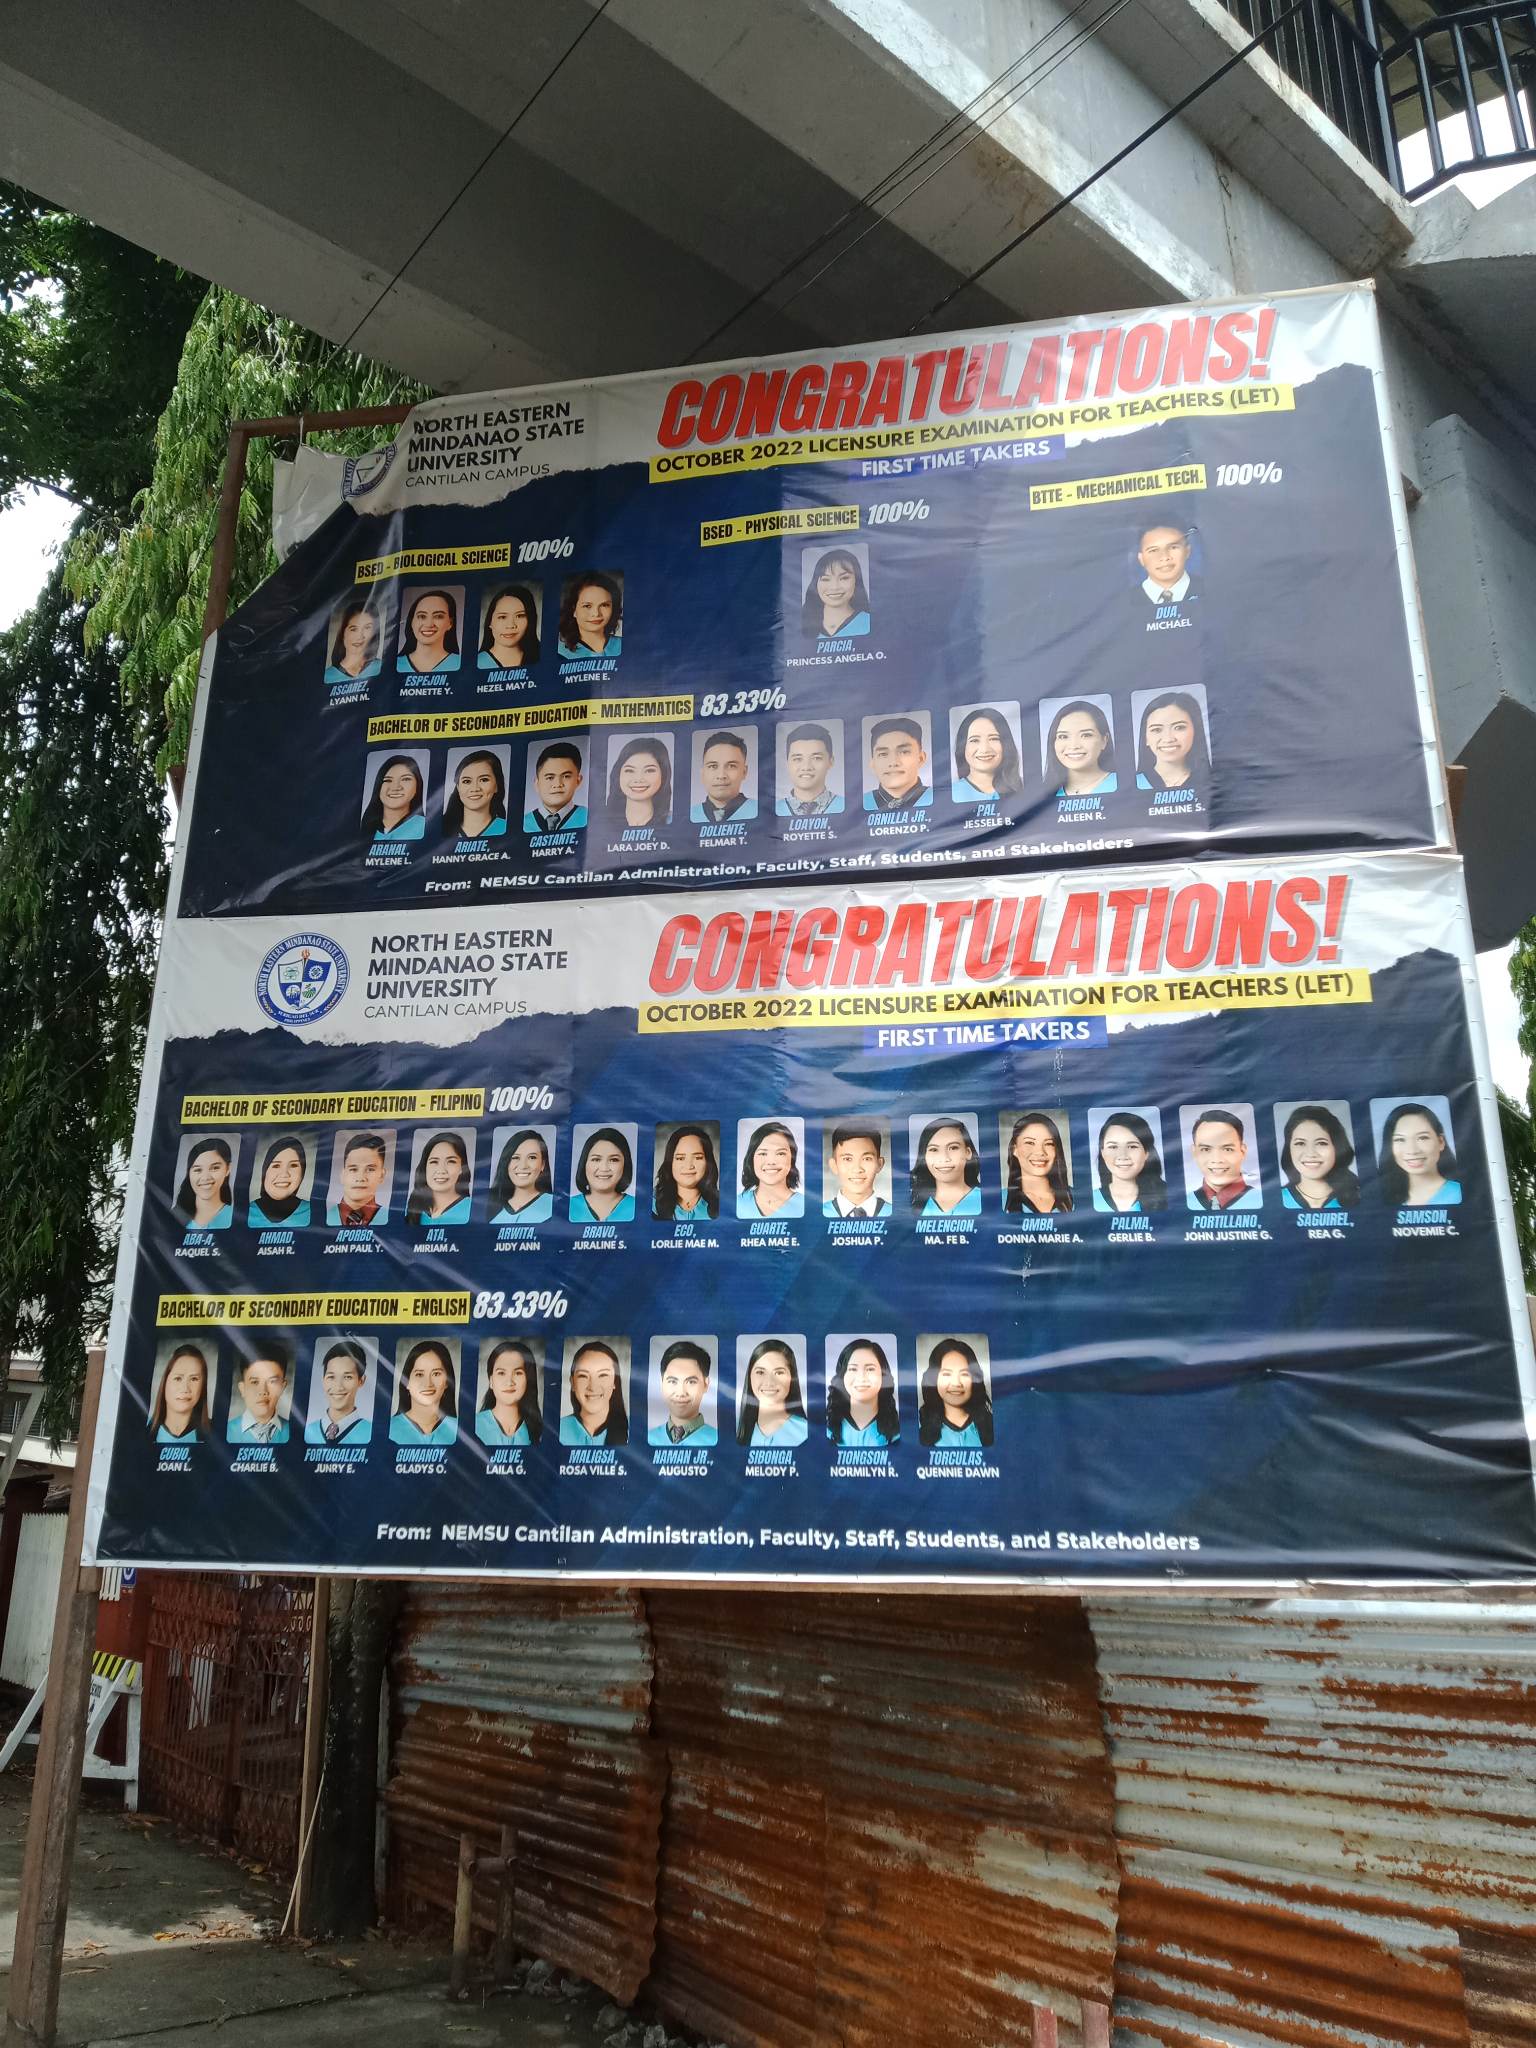 NORTH EASTERN
MINDANAO STATE
UNIVERSITY
CANTILAN CAMPUS
CONGRATULATIONS!
OCTOBER 2022 LICENSURE EXAMINATION FOR TEACHERS (LET)
FIRST TIME TAKERS
BSED - BIOLOGICAL SCIENCE 100%
ASCAREZ,
LYANN M.
ESPEJON,
MONETTE Y.
MALONG,
HEZEL MAY D.
MINGUILLAN,
MYLENE E.
BSED - PHYSICAL SCIENCE 100%
PARCIA,
PRINCESS ANGELA O.
BTTE - MECHANICAL TECH. 100%
DUA,
MICHAEL
BACHELOR OF SECONDARY EDUCATION - MATHEMATICS 83.33%
ARANAL,
MYLENE L.
ARIATE,
HANNY GRACE A.
CASTANTE,
HARRY A.
DATOY,
LARA JOEY D.
DOLIENTE,
FELMAR T.
LOAYON,
ROYETTE S.
ORNILLA JR.,
LORENZO P.
PAL,
JESSELE B.
PARAON,
AILEEN R.
RAMOS,
EMELINE S.
From: NEMSU Cantilan Administration, Faculty, Staff, Students, and Stakeholders
NORTH EASTERN MINDANAO STATE UNIVERSITY
SURIGAO DEL SUR
PHILIPPINES
NORTH EASTERN
MINDANAO STATE
UNIVERSITY
CANTILAN CAMPUS
CONGRATULATIONS!
OCTOBER 2022 LICENSURE EXAMINATION FOR TEACHERS (LET)
FIRST TIME TAKERS
BACHELOR OF SECONDARY EDUCATION - FILIPINO 100%
ABA-A,
RAQUEL S.
AHMAD,
AISAH R.
APORBO,
JOHN PAUL Y.
ATA,
MIRIAM A.
ARWITA,
JUDY ANN
BRAVO,
JURALINE S.
ECO,
LORLIE MAE M.
GUARTE,
RHEA MAE E.
FERNANDEZ,
JOSHUA P.
MELENCION,
MA. FE B.
OMBA,
DONNA MARIE A.
PALMA,
GERLIE B.
PORTILLANO,
JOHN JUSTINE G.
SAGUIREL,
REA G.
SAMSON,
NOVEMIE C.
BACHELOR OF SECONDARY EDUCATION - ENGLISH 83.33%
CUBIO,
JOAN L.
ESPORA,
CHARLIE B.
FORTUGALIZA,
JUNRY E.
GUMANOY,
GLADYS O.
JULVE,
LAILA G.
MALIGSA,
ROSA VILLE S.
NAMAN JR.,
AUGUSTO
SIBONGA,
MELODY P.
TIONGSON,
NORMILYN R.
TORCULAS,
QUENNIE DAWN
From: NEMSU Cantilan Administration, Faculty, Staff, Students, and Stakeholders